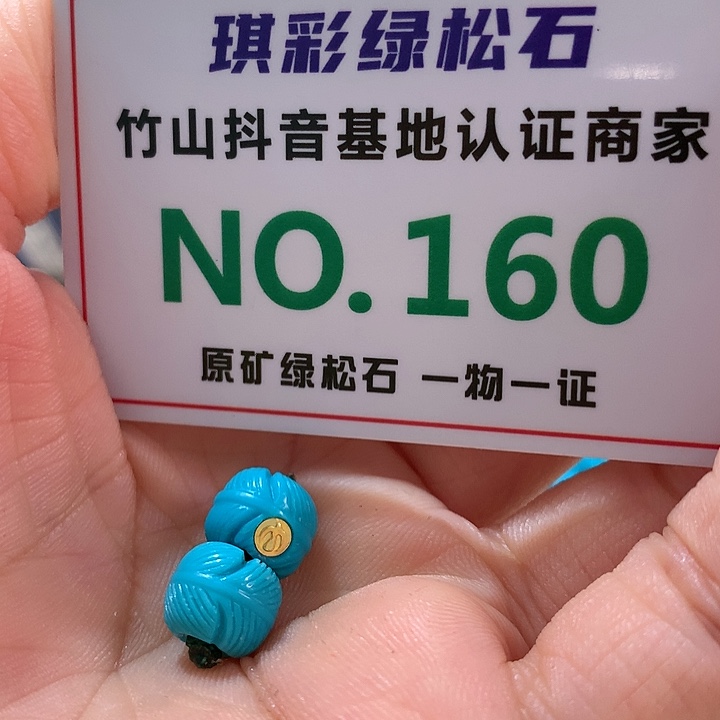 琪彩绿松石
竹山抖音基地认证商家
NO.160
原矿绿松石 一物一证